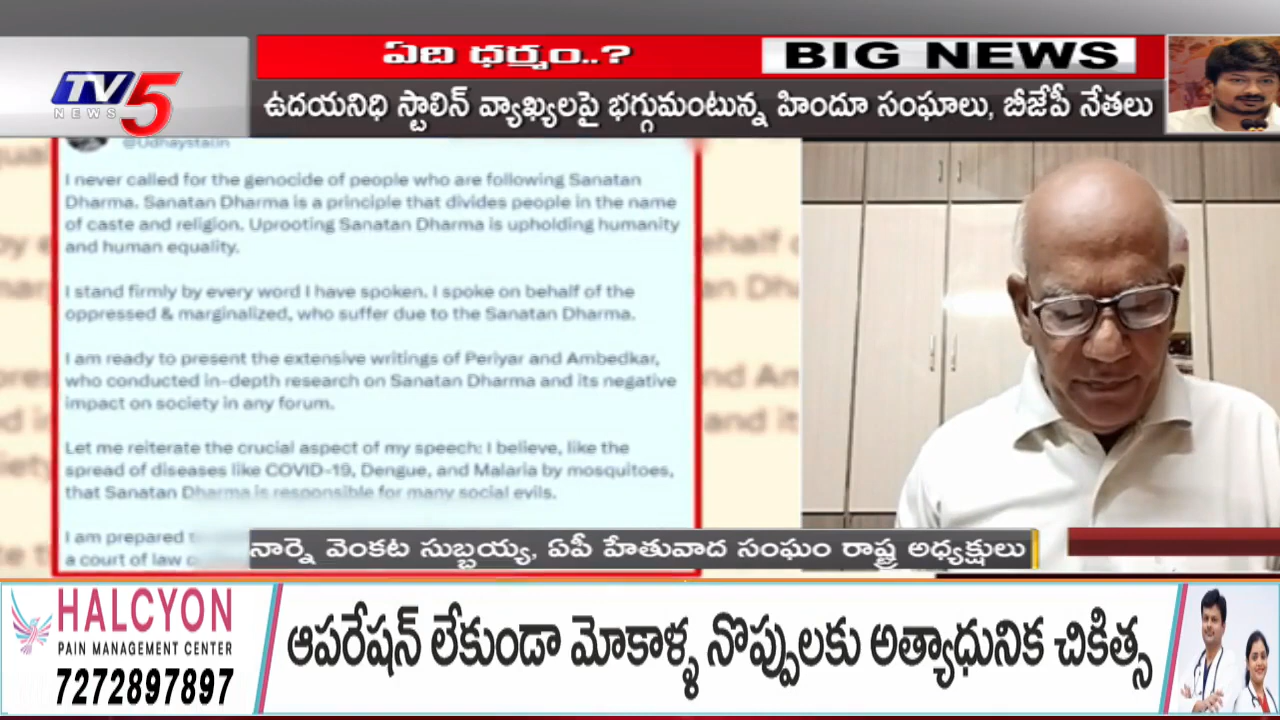 TV5
NEWS
ఏది ధర్మం..?
BIG NEWS
ఉదయనిధి స్టాలిన్ వ్యాఖ్యలపై భగ్గుమంటున్న హిందూ సంఘాలు, బీజేపీ నేతలు
@Udhaystalin
I never called for the genocide of people who are following Sanatan
Dharma. Sanatan Dharma is a principle that divides people in the name
of caste and religion. Uprooting Sanatan Dharma is upholding humanity
and human equality.
I stand firmly by every word I have spoken. I spoke on behalf of the
oppressed & marginalized, who suffer due to the Sanatan Dharma.
I am ready to present the extensive writings of Periyar and Ambedkar,
who conducted in-depth research on Sanatan Dharma and its negative
impact on society in any forum.
Let me reiterate the crucial aspect of my speech: I believe, like the
spread of diseases like COVID-19, Dengue, and Malaria by mosquitoes,
that Sanatan Dharma is responsible for many social evils.
I am prepared
a court of law
నార్నె వెంకట సుబ్బయ్య, ఏపీ హేతువాద సంఘం రాష్ట్ర అధ్యక్షులు
HALCYON
PAIN MANAGEMENT CENTER
7272897897
ఆపరేషన్ లేకుండా మోకాళ్ళ నొప్పులకు అత్యాధునిక చికిత్స